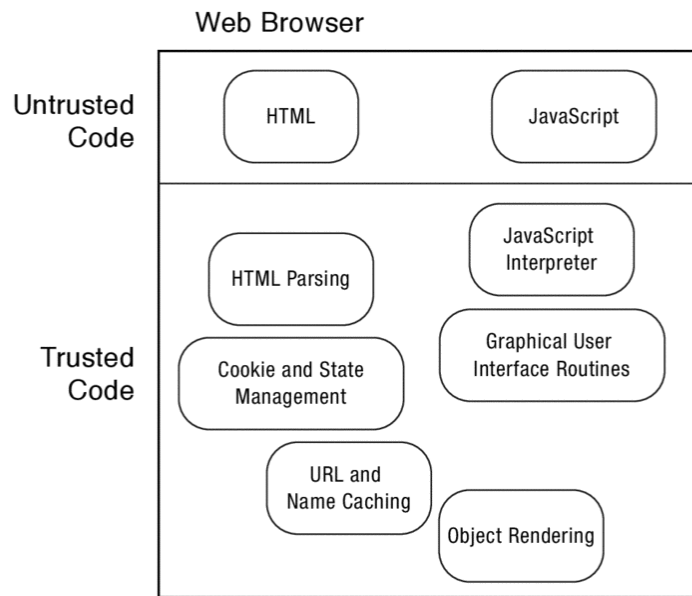 Web Browser
Untrusted
Code
HTML
JavaScript
JavaScript
Interpreter
HTML Parsing
Trusted
Code
Graphical User
Interface Routines
Cookie and State
Management
URL and
Name Caching
Object Rendering